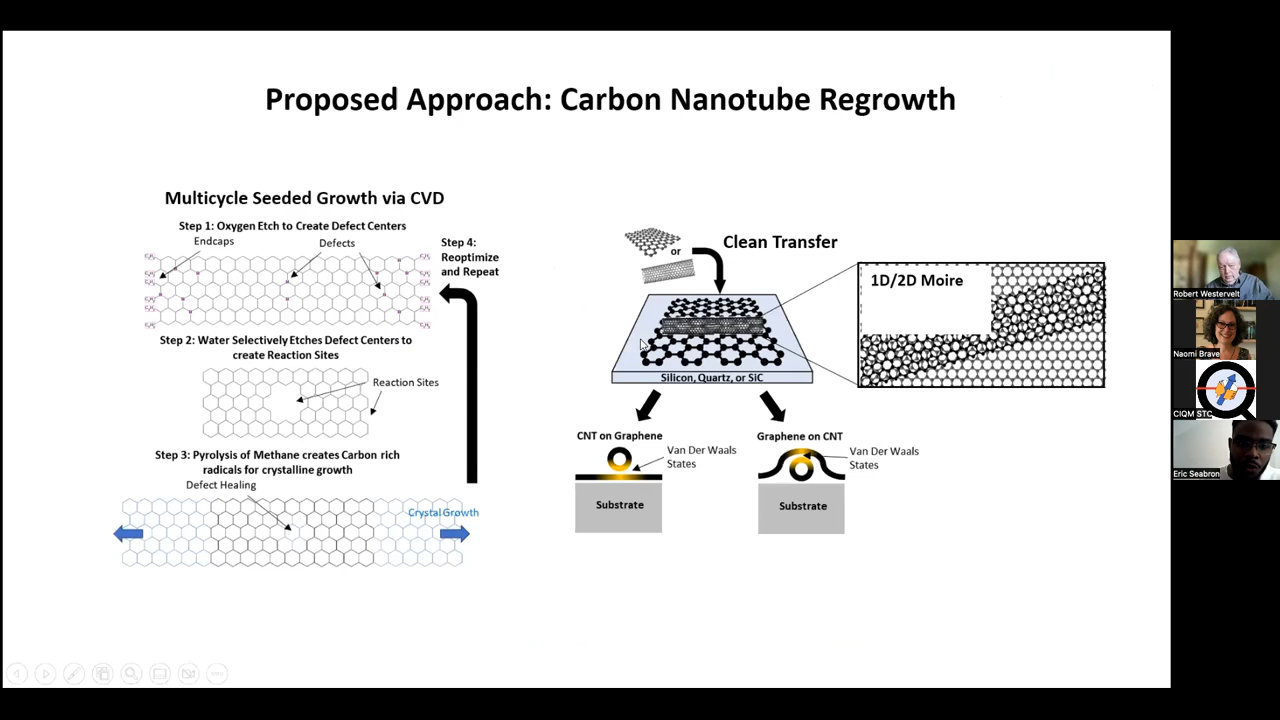 Proposed Approach: Carbon Nanotube Regrowth
Multicycle Seeded Growth via CVD
Step 1: Oxygen Etch to Create Defect Centers
Endcaps
Defects
Step 4:
Reoptimize
and Repeat
Step 2: Water Selectively Etches Defect Centers to
create Reaction Sites
Reaction Sites
Step 3: Pyrolysis of Methane creates Carbon rich
radicals for crystalline growth
Defect Healing
Crystal Growth
or
Clean Transfer
1D/2D Moire
Silicon, Quartz, or SiC
CNT on Graphene
Van Der Waals
States
Substrate
Graphene on CNT
Van Der Waals
States
Substrate
Robert Westervelt
Naomi Brave
CIQM STC
Eric Seabron